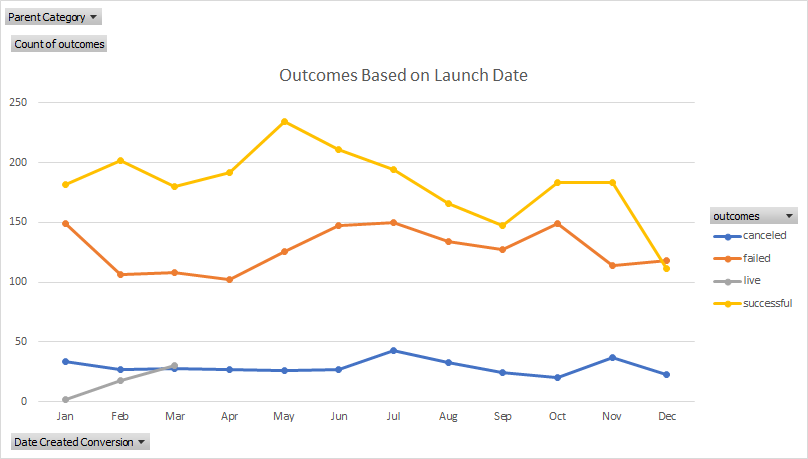 Parent Category
Count of outcomes
Outcomes Based on Launch Date
250
200
150
100
50
0
Jan Feb Mar Apr May Jun Jul Aug Sep Oct Nov Dec
outcomes
canceled
failed
live
successful
Date Created Conversion